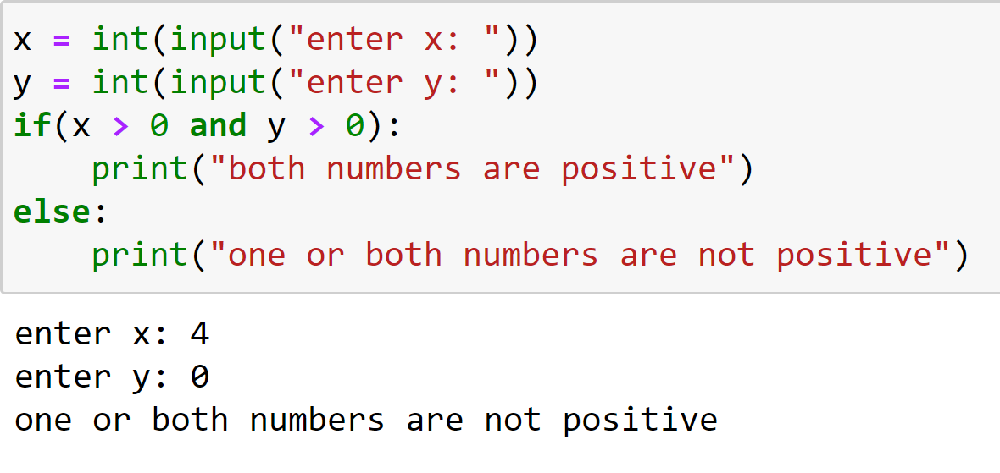 x = int(input("enter x: "))
y = int(input("enter y: "))
if(x > 0 and y > 0):
    print("both numbers are positive")
else:
    print("one or both numbers are not positive")
enter x: 4
enter y: 0
one or both numbers are not positive